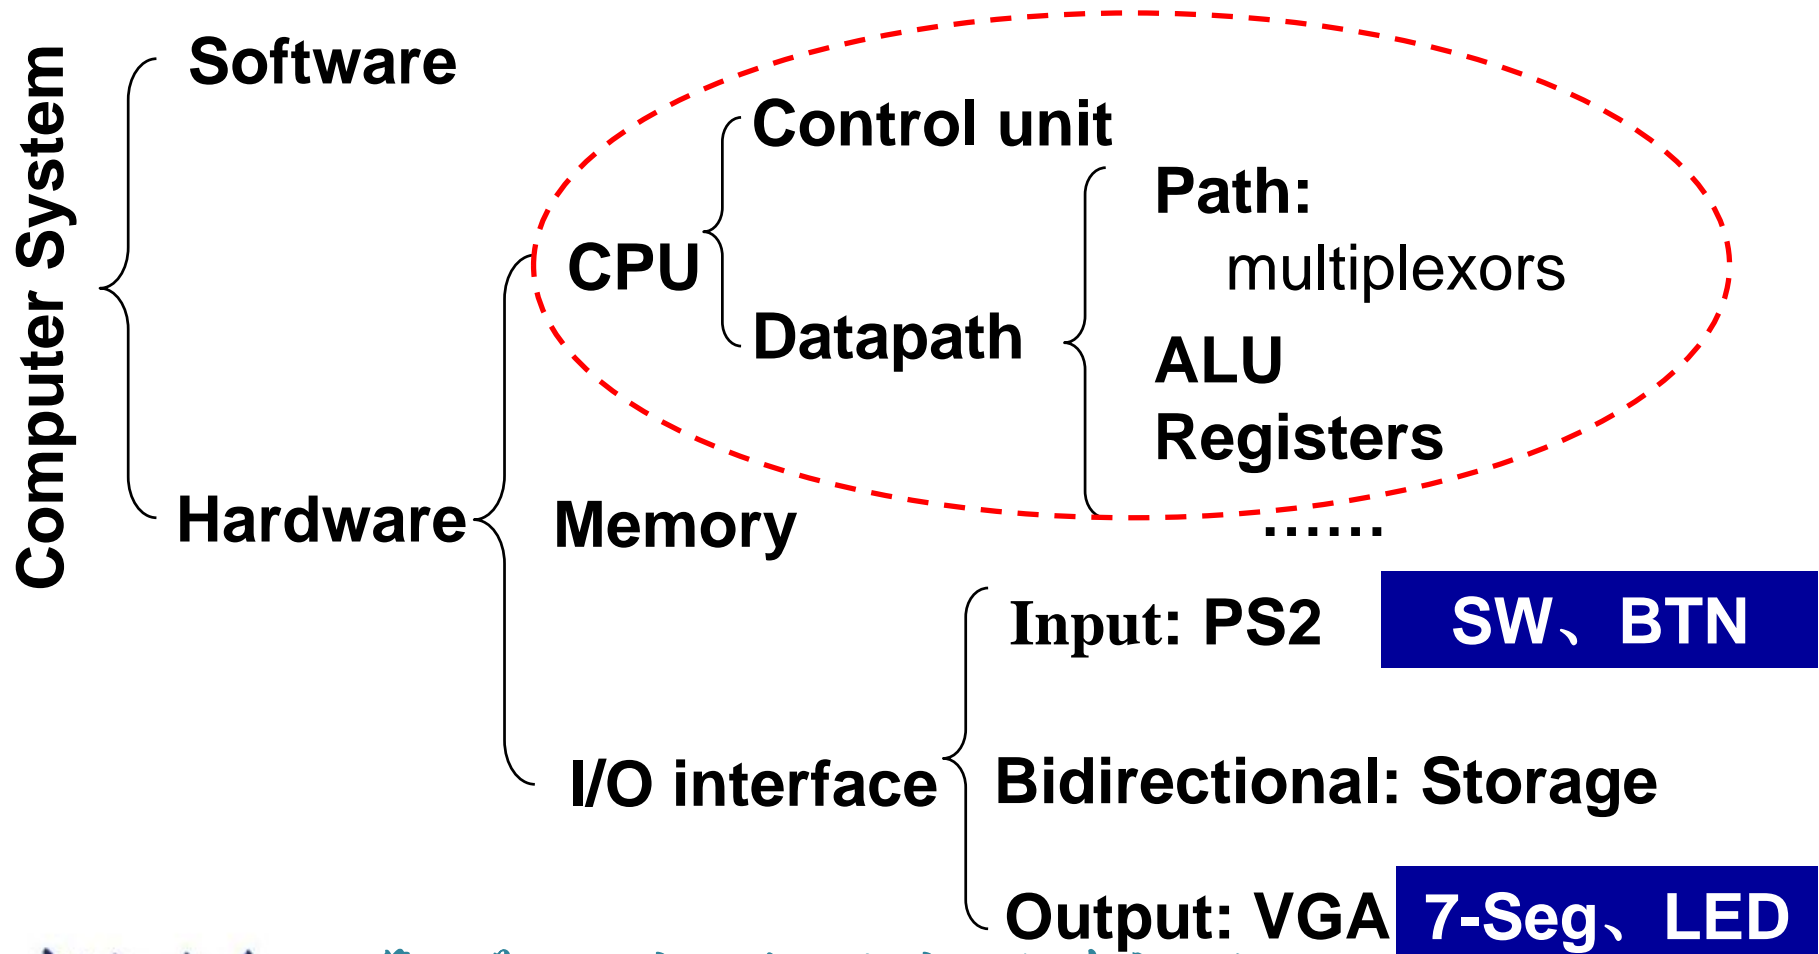 Computer System
Software
Control unit
Path:
multiplexors
CPU
Datapath
ALU
Registers
......
Hardware
Memory
Input: PS2
SW、BTN
I/O interface
Bidirectional: Storage
Output: VGA
7-Seg、LED